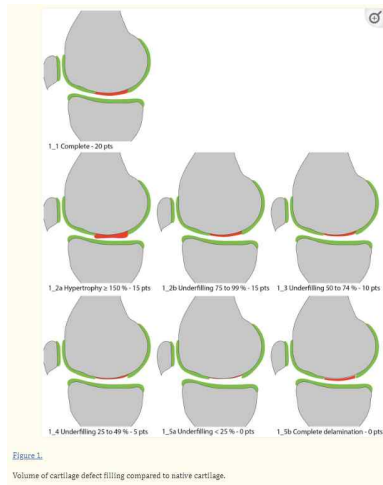 1_1 Complete - 20 pts
1_2a Hypertrophy ≥ 150 % - 15 pts
1_2b Underfilling 75 to 99 % - 15 pts
1_3 Underfilling 50 to 74 % - 10 pts
1_4 Underfilling 25 to 49 % - 5 pts
1_5a Underfilling < 25 % - 0 pts
1_5b Complete delamination - 0 pts
Figure 1.
Volume of cartilage defect filling compared to native cartilage.